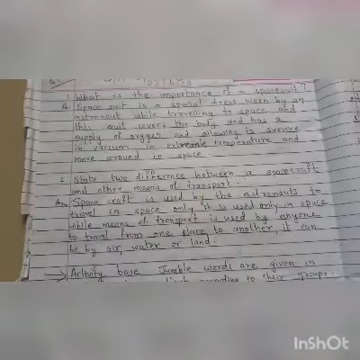 1. What is the importance of a spacesuit?
A. Space suit is a special dress worn by an
astronaut while travelling to space and
this suit covers the body and has a
supply of oxygen and allowing to survive
in vacuum in extreme temperature and
move around in space
2. State two difference between a spacecraft
and other means of transport.
A. Space craft is used by the astronauts to
travel in space only it is used only in space
while means of transport is used by anyone
to travel from one place to another, it can
be by air, water or land.
→ Activity base Jumble words are given in
according to their groups.
InShOt